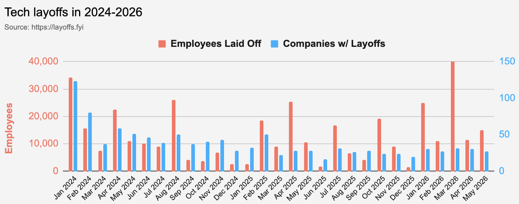 Tech layoffs in 2024-2026
Source: https://layoffs.fyi
Employees Laid Off
Companies w/ Layoffs
40,000
30,000
20,000
10,000
0
Employees
150
100
50
0
Jan 2024
Feb 2024
Mar 2024
Apr 2024
May 2024
Jun 2024
Jul 2024
Aug 2024
Sep 2024
Oct 2024
Nov 2024
Dec 2024
Jan 2025
Feb 2025
Mar 2025
Apr 2025
May 2025
Jun 2025
Jul 2025
Aug 2025
Sep 2025
Oct 2025
Nov 2025
Dec 2025
Jan 2026
Feb 2026
Mar 2026
Apr 2026
May 2026